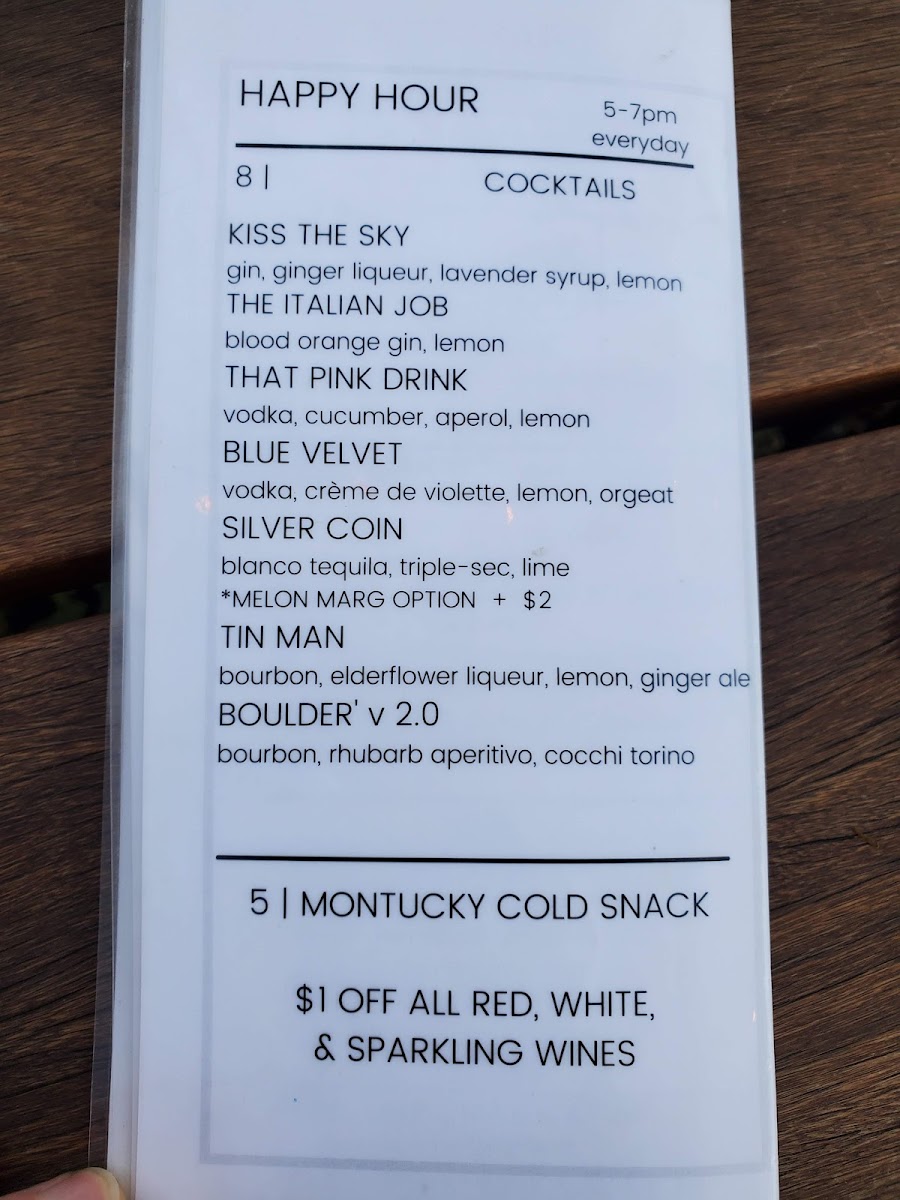 HAPPY HOUR
5-7pm
everyday
8 |
COCKTAILS
KISS THE SKY
gin, ginger liqueur, lavender syrup, lemon
THE ITALIAN JOB
blood orange gin, lemon
THAT PINK DRINK
vodka, cucumber, aperol, lemon
BLUE VELVET
vodka, crème de violette, lemon, orgeat
SILVER COIN
blanco tequila, triple-sec, lime
*MELON MARG OPTION + $2
TIN MAN
bourbon, elderflower liqueur, lemon, ginger ale
BOULDER' v 2.0
bourbon, rhubarb aperitivo, cocchi torino
5 | MONTUCKY COLD SNACK
$1 OFF ALL RED, WHITE,
& SPARKLING WINES